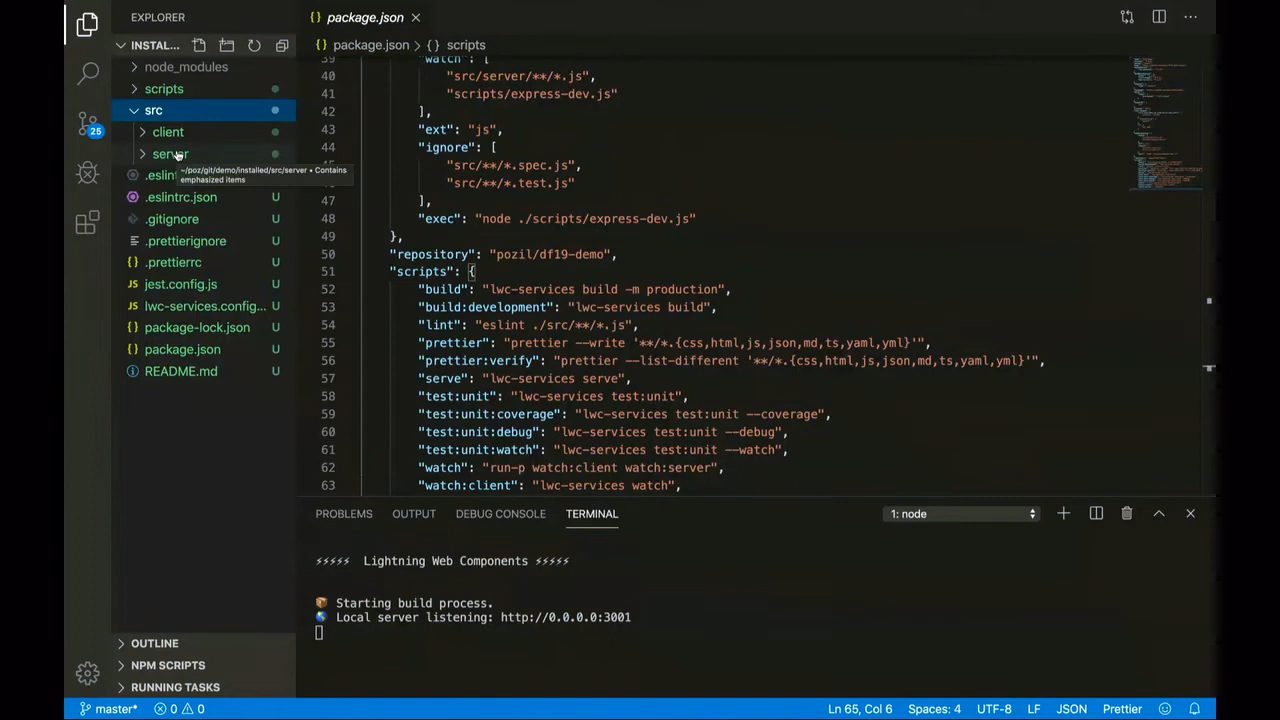 EXPLORER
INSTAL...
node_modules
scripts
src
client
server
~/poz/git/demo/installed/src/server • Contains
emphasized items
.eslint
.eslintrc.json U
.gitignore U
.prettierignore U
.prettierrc U
jest.config.js U
lwc-services.config... U
package-lock.json U
package.json U
README.md U
OUTLINE
NPM SCRIPTS
RUNNING TASKS
25
package.json
package.json {} scripts
39 "watch": [
40 "src/server/**/*.js",
41 "scripts/express-dev.js"
42 ],
43 "ext": "js",
44 "ignore": [
45 "src/**/*.spec.js",
46 "src/**/*.test.js"
47 ],
48 "exec": "node ./scripts/express-dev.js"
49 },
50 "repository": "pozil/df19-demo",
51 "scripts": {
52 "build": "lwc-services build -m production",
53 "build:development": "lwc-services build",
54 "lint": "eslint ./src/**/*.js",
55 "prettier": "prettier --write '**/*.{css,html,js,json,md,ts,yaml,yml}'",
56 "prettier:verify": "prettier --list-different '**/*.{css,html,js,json,md,ts,yaml,yml}'",
57 "serve": "lwc-services serve",
58 "test:unit": "lwc-services test:unit",
59 "test:unit:coverage": "lwc-services test:unit --coverage",
60 "test:unit:debug": "lwc-services test:unit --debug",
61 "test:unit:watch": "lwc-services test:unit --watch",
62 "watch": "run-p watch:client watch:server",
63 "watch:client": "lwc-services watch",
PROBLEMS OUTPUT DEBUG CONSOLE TERMINAL 1: node
⚡⚡⚡⚡⚡ Lightning Web Components ⚡⚡⚡⚡⚡
Starting build process.
Local server listening: http://0.0.0.0:3001
master* 0 0 Ln 65, Col 6 Spaces: 4 UTF-8 LF JSON Prettier